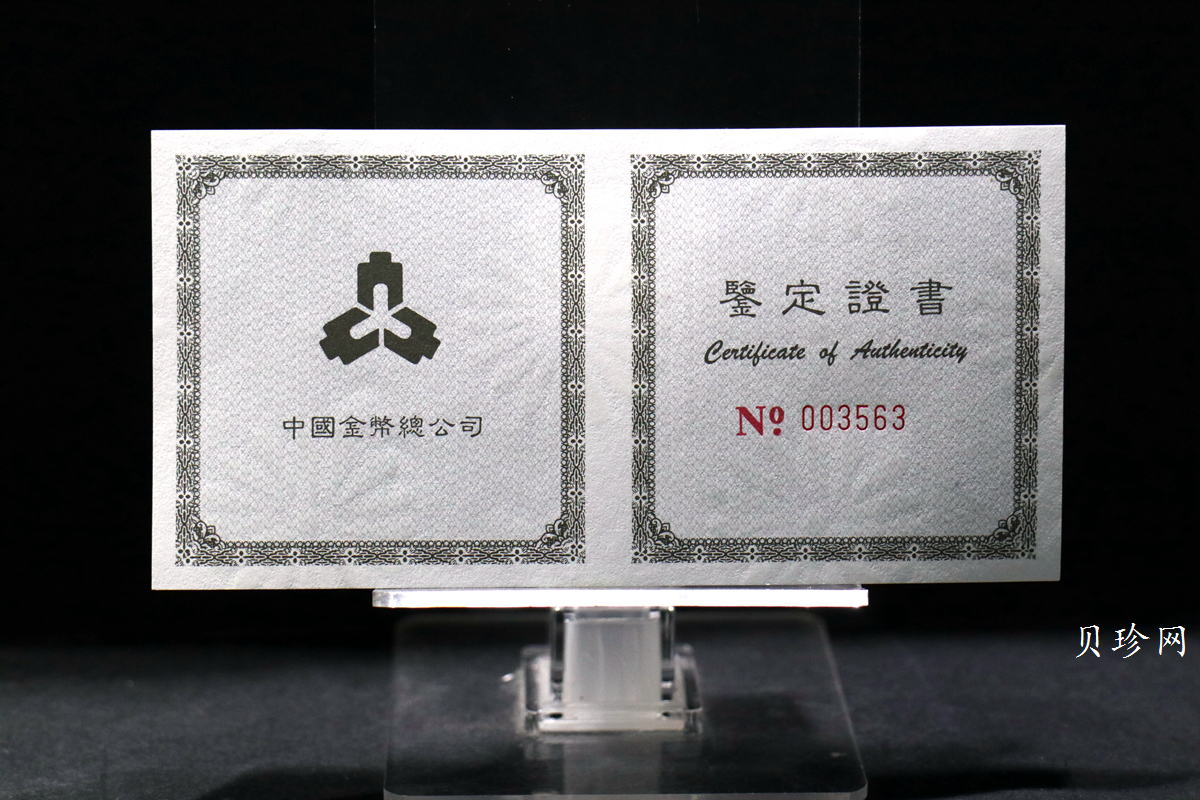 中國金幣總公司
鑒定證書
Certificate of Authenticity
Nº 003563
贝珍网